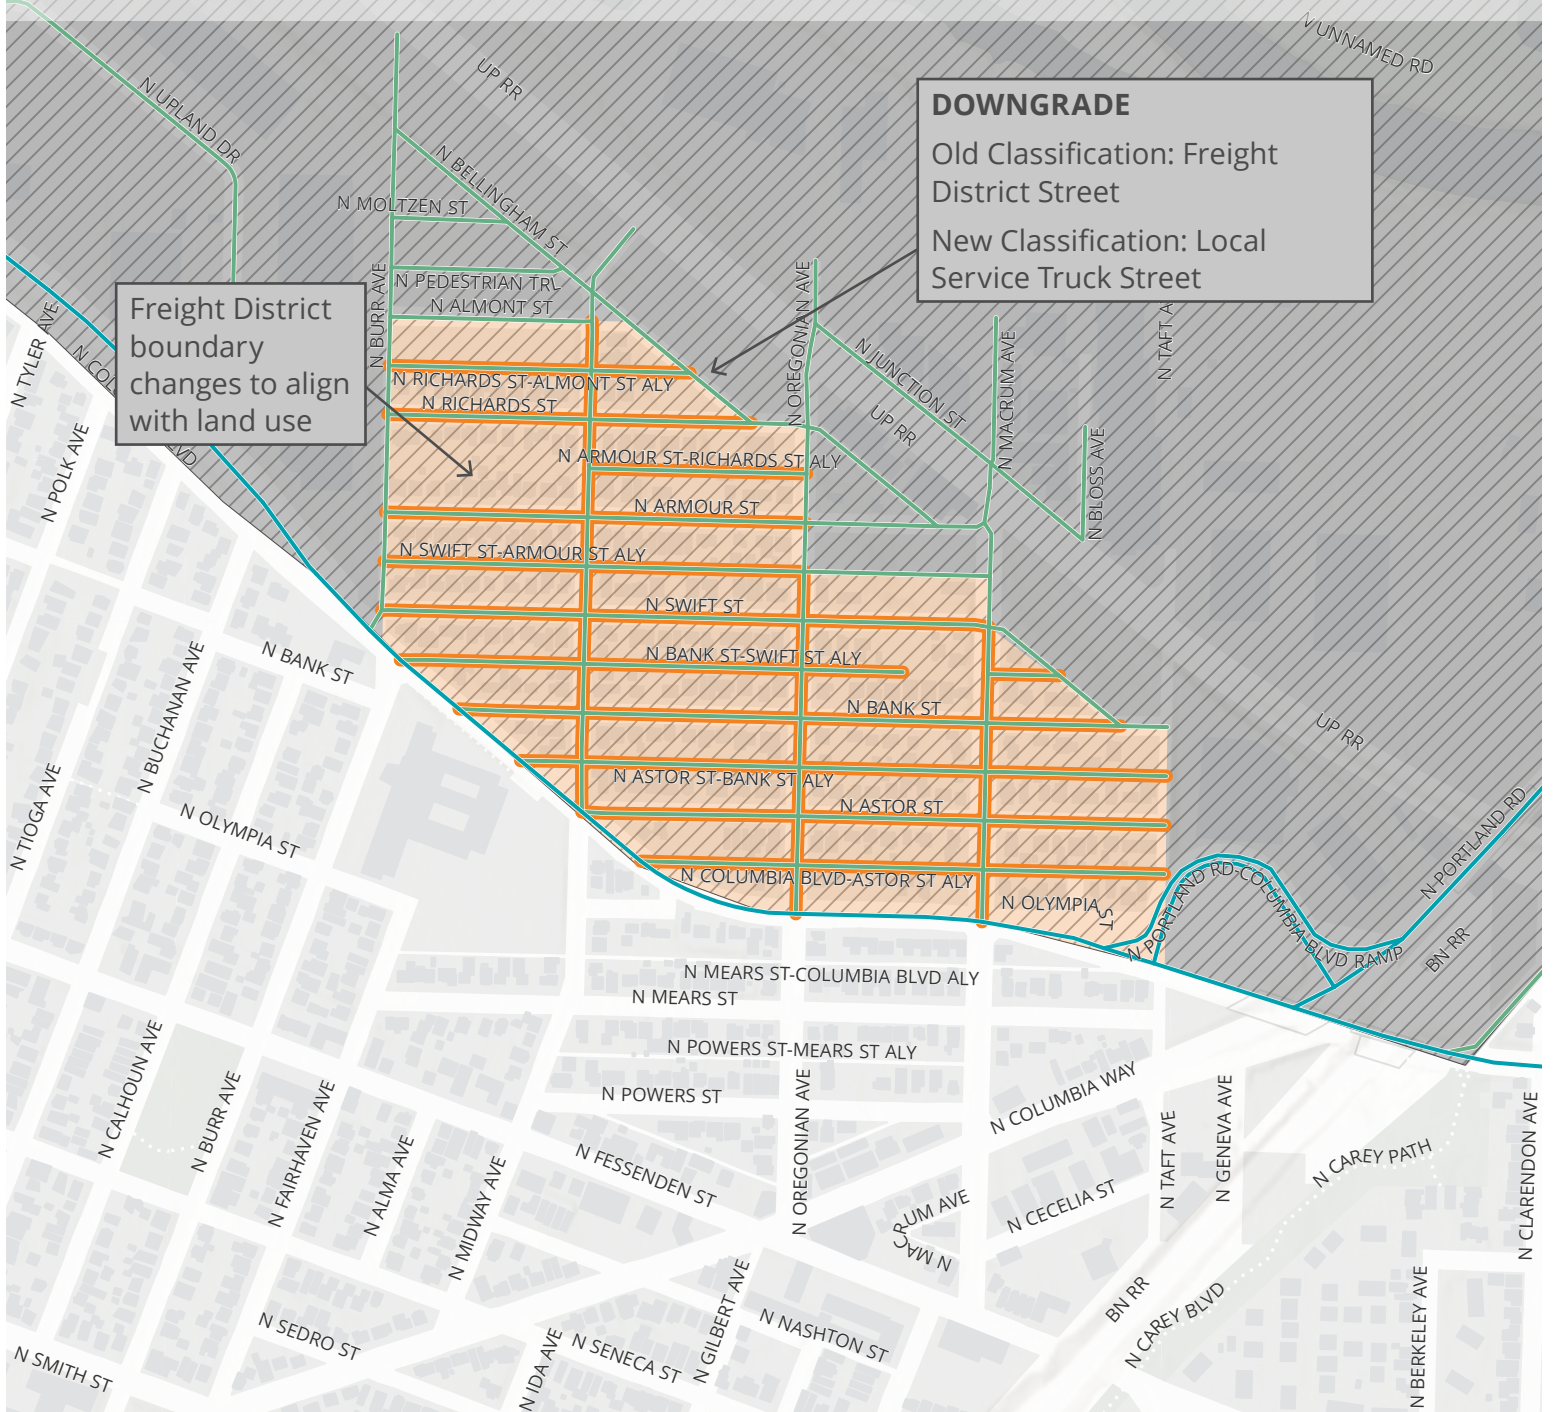 N UNNAMED RD
UP RR
N UPLAND DR
DOWNGRADE
Old Classification: Freight
District Street
New Classification: Local
Service Truck Street
N BELLINGHAM ST
N MOLTZEN ST
N PEDESTRIAN TRL
N ALMONT ST
N BURR AVE
N OREGONIAN AVE
N TAFT A
Freight District
boundary
changes to align
with land use
N TYLER AVE
N COL
LVD
N JUNCTION ST
UP RR
N MACRUM AVE
N BLOSS AVE
N RICHARDS ST-ALMONT ST ALY
N RICHARDS ST
N POLK AVE
N ARMOUR ST-RICHARDS ST ALY
N ARMOUR ST
N SWIFT ST-ARMOUR ST ALY
N SWIFT ST
N BANK ST-SWIFT ST ALY
N BANK ST
N BANK ST
N BUCHANAN AVE
UP RR
N ASTOR ST-BANK ST ALY
N ASTOR ST
N TIOGA AVE
N OLYMPIA ST
N PORTLAND RD
N COLUMBIA BLVD-ASTOR ST ALY
N OLYMPIA ST
N PORTLAND RD-COLUMBIA BLVD RAMP
BN RR
N MEARS ST-COLUMBIA BLVD ALY
N MEARS ST
N POWERS ST-MEARS ST ALY
N POWERS ST
N OREGONIAN AVE
N COLUMBIA WAY
N CALHOUN AVE
N BURR AVE
N FAIRHAVEN AVE
N ALMA AVE
N MIDWAY AVE
N FESSENDEN ST
N TAFT AVE
N GENEVA AVE
N CAREY PATH
N CLARENDON AVE
N MACRUM AVE
N CECELIA ST
BN RR
N CAREY BLVD
N BERKELEY AVE
N SEDRO ST
N SMITH ST
N IDA AVE
N SENECA ST
N GILBERT AVE
N NASHTON ST